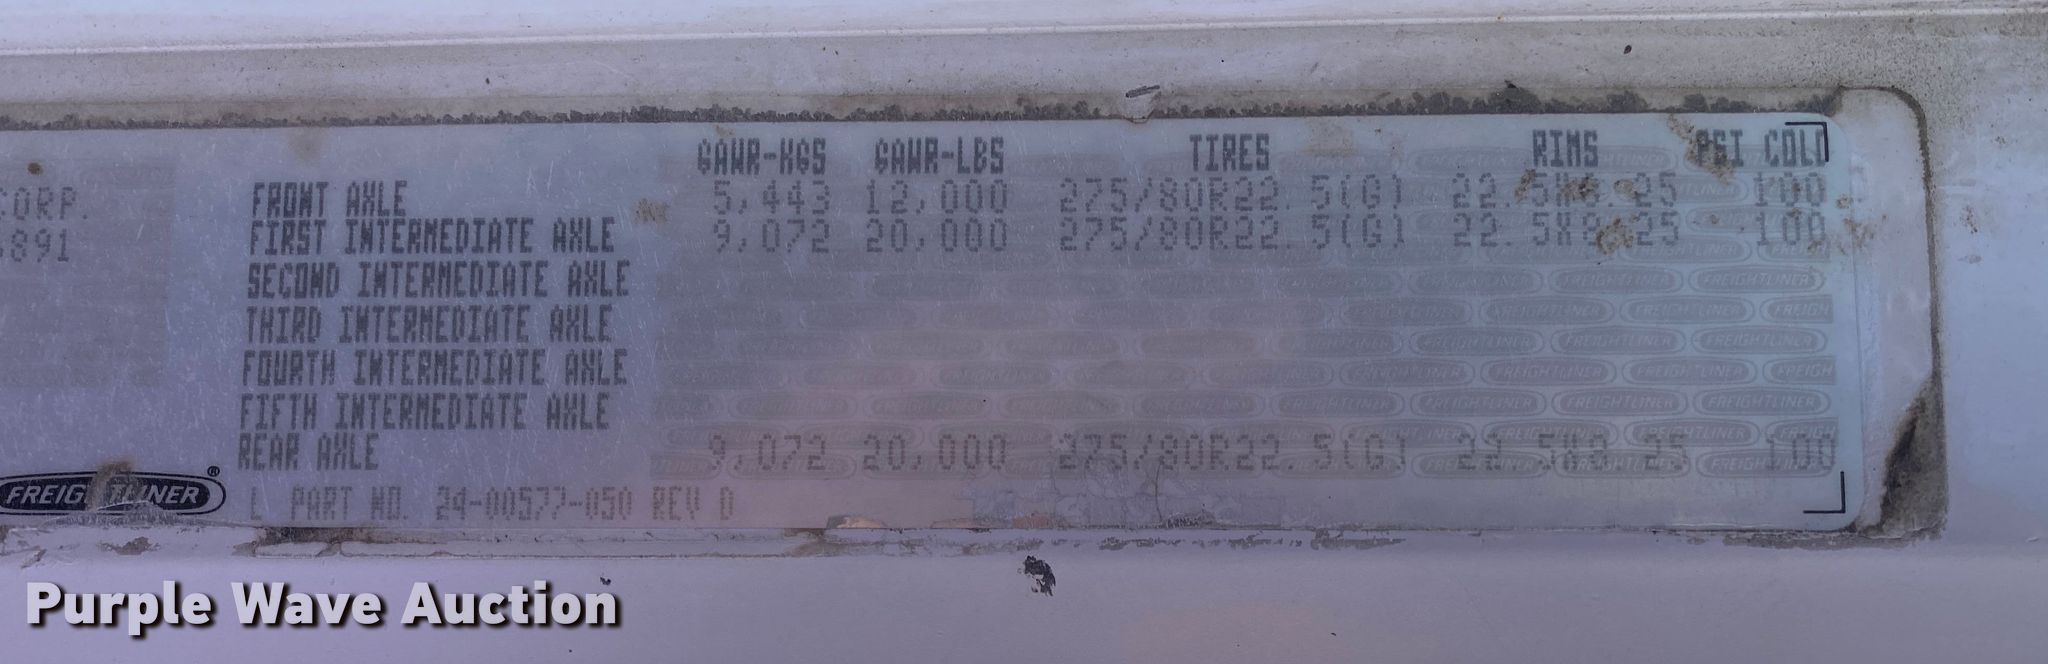 GAWR-KGS GAWR-LBS TIRES RIMS PSI COLD
CORP.
FRONT AXLE 5,443 12,000 275/80R22.5(G) 22.5X8.25 100
891
FIRST INTERMEDIATE AXLE 9,072 20,000 275/80R22.5(G) 22.5X8.25 100
SECOND INTERMEDIATE AXLE
THIRD INTERMEDIATE AXLE
FOURTH INTERMEDIATE AXLE
FIFTH INTERMEDIATE AXLE
REAR AXLE 9,072 20,000 275/80R22.5(G) 22.5X8.25 100
FREIGHTLINER®
L PART NO. 24-00577-050 REV D
Purple Wave Auction